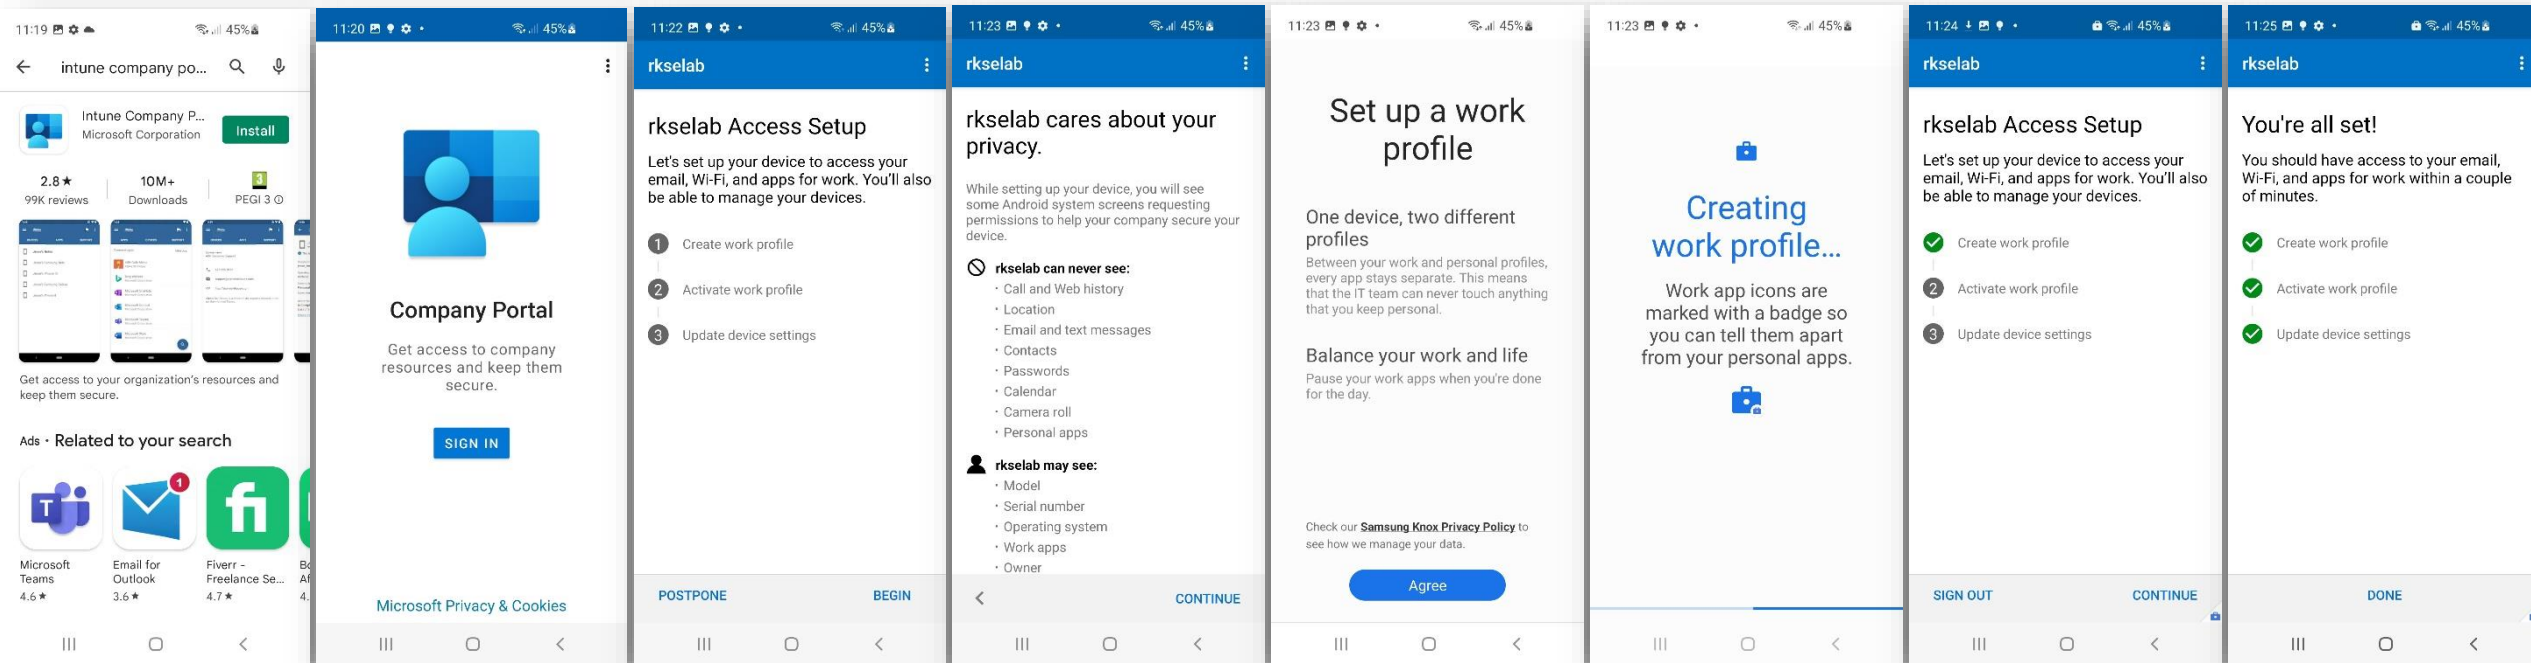 11:19
45%
intune company po...
Intune Company P...
Microsoft Corporation
Install
2.8★
99K reviews
10M+
Downloads
3
PEGI 3
Get access to your organization's resources and
keep them secure.
Ads · Related to your search
T
1
fi
Microsoft
Teams
4.6★
Email for
Outlook
3.6★
Fiverr -
Freelance Se...
4.7★
11:20
45%
Company Portal
Get access to company
resources and keep them
secure.
SIGN IN
Microsoft Privacy & Cookies
11:22
45%
rkselab
rkselab Access Setup
Let's set up your device to access your
email, Wi-Fi, and apps for work. You'll also
be able to manage your devices.
1 Create work profile
2 Activate work profile
3 Update device settings
POSTPONE
BEGIN
11:23
45%
rkselab
rkselab cares about your
privacy.
While setting up your device, you will see
some Android system screens requesting
permissions to help your company secure your
device.
rkselab can never see:
· Call and Web history
· Location
· Email and text messages
· Contacts
· Passwords
· Calendar
· Camera roll
· Personal apps
rkselab may see:
· Model
· Serial number
· Operating system
· Work apps
· Owner
CONTINUE
11:23
45%
Set up a work
profile
One device, two different
profiles
Between your work and personal profiles,
every app stays separate. This means
that the IT team can never touch anything
that you keep personal.
Balance your work and life
Pause your work apps when you're done
for the day.
Check our Samsung Knox Privacy Policy to
see how we manage your data.
Agree
11:23
45%
Creating
work profile...
Work app icons are
marked with a badge so
you can tell them apart
from your personal apps.
11:24
45%
rkselab
rkselab Access Setup
Let's set up your device to access your
email, Wi-Fi, and apps for work. You'll also
be able to manage your devices.
Create work profile
2 Activate work profile
3 Update device settings
SIGN OUT
CONTINUE
11:25
45%
rkselab
You're all set!
You should have access to your email,
Wi-Fi, and apps for work within a couple
of minutes.
Create work profile
Activate work profile
Update device settings
DONE